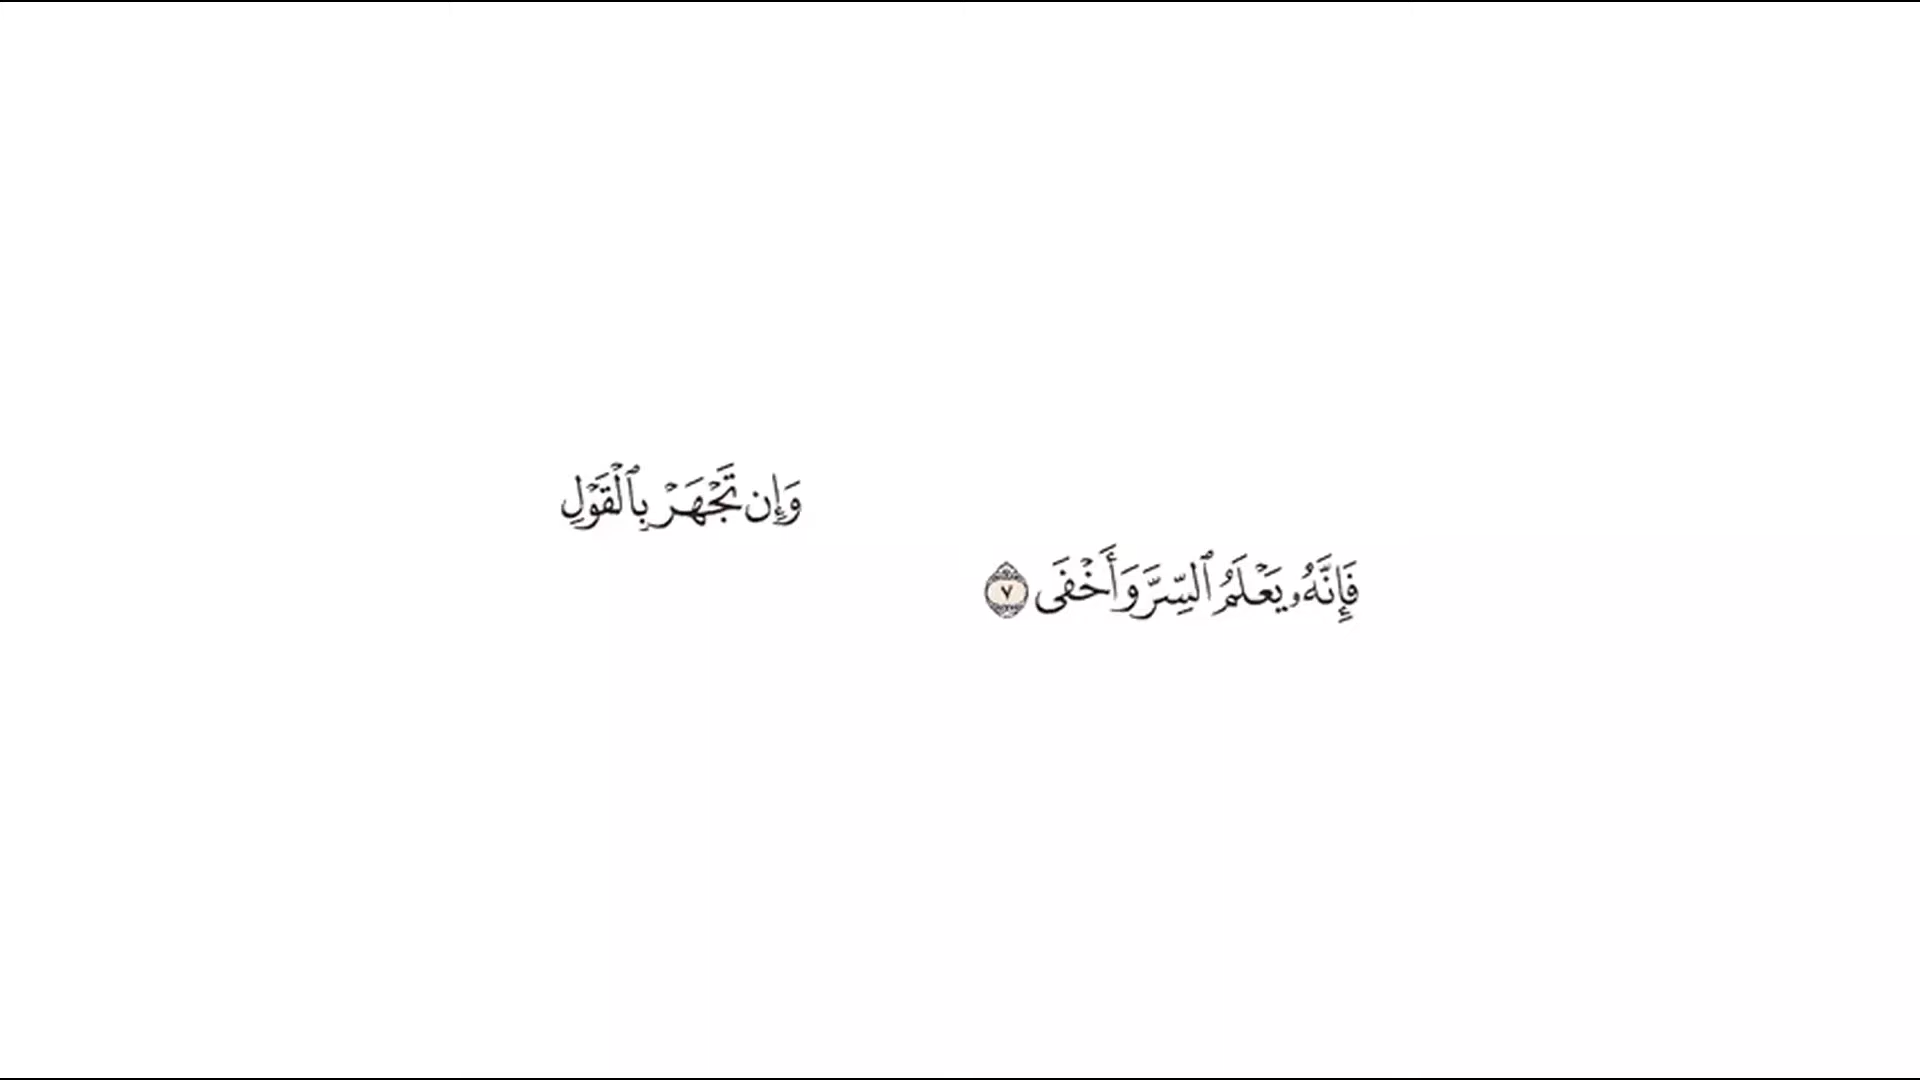 وَإِن تَجۡهَرۡ بِٱلۡقَوۡلِ
فَإِنَّهُۥ يَعۡلَمُ ٱلسِّرَّ وَأَخۡفَى ٧